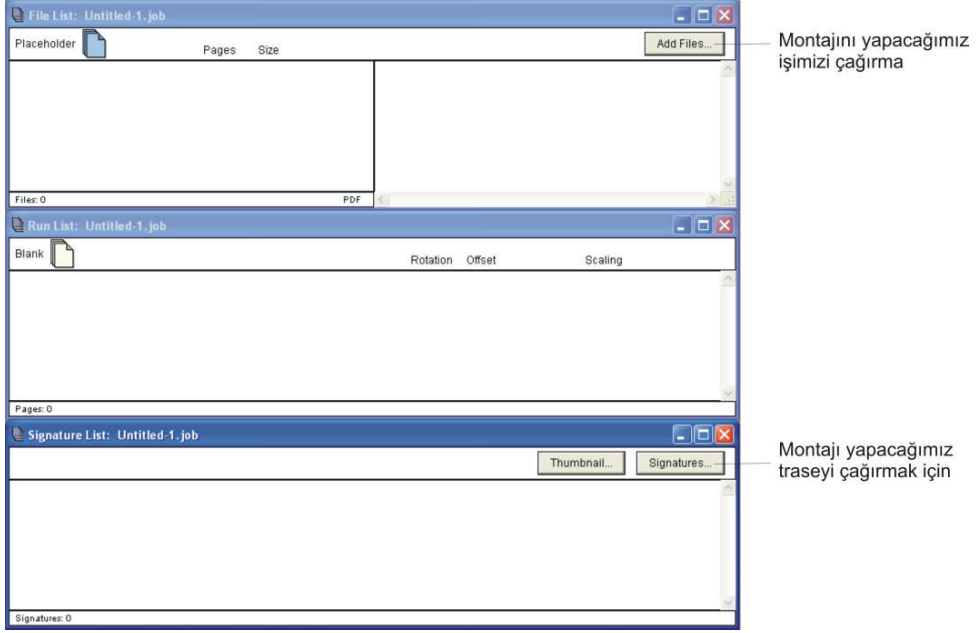 File List: Untitled-1.job
Placeholder
Pages Size
Add Files...
Montajını yapacağımız
işimizi çağırma
Files: 0
PDF
Run List: Untitled-1.job
Blank
Rotation Offset Scaling
Pages: 0
Signature List: Untitled-1.job
Thumbnail...
Signatures...
Montajı yapacağımız
traseyi çağırmak için
Signatures: 0